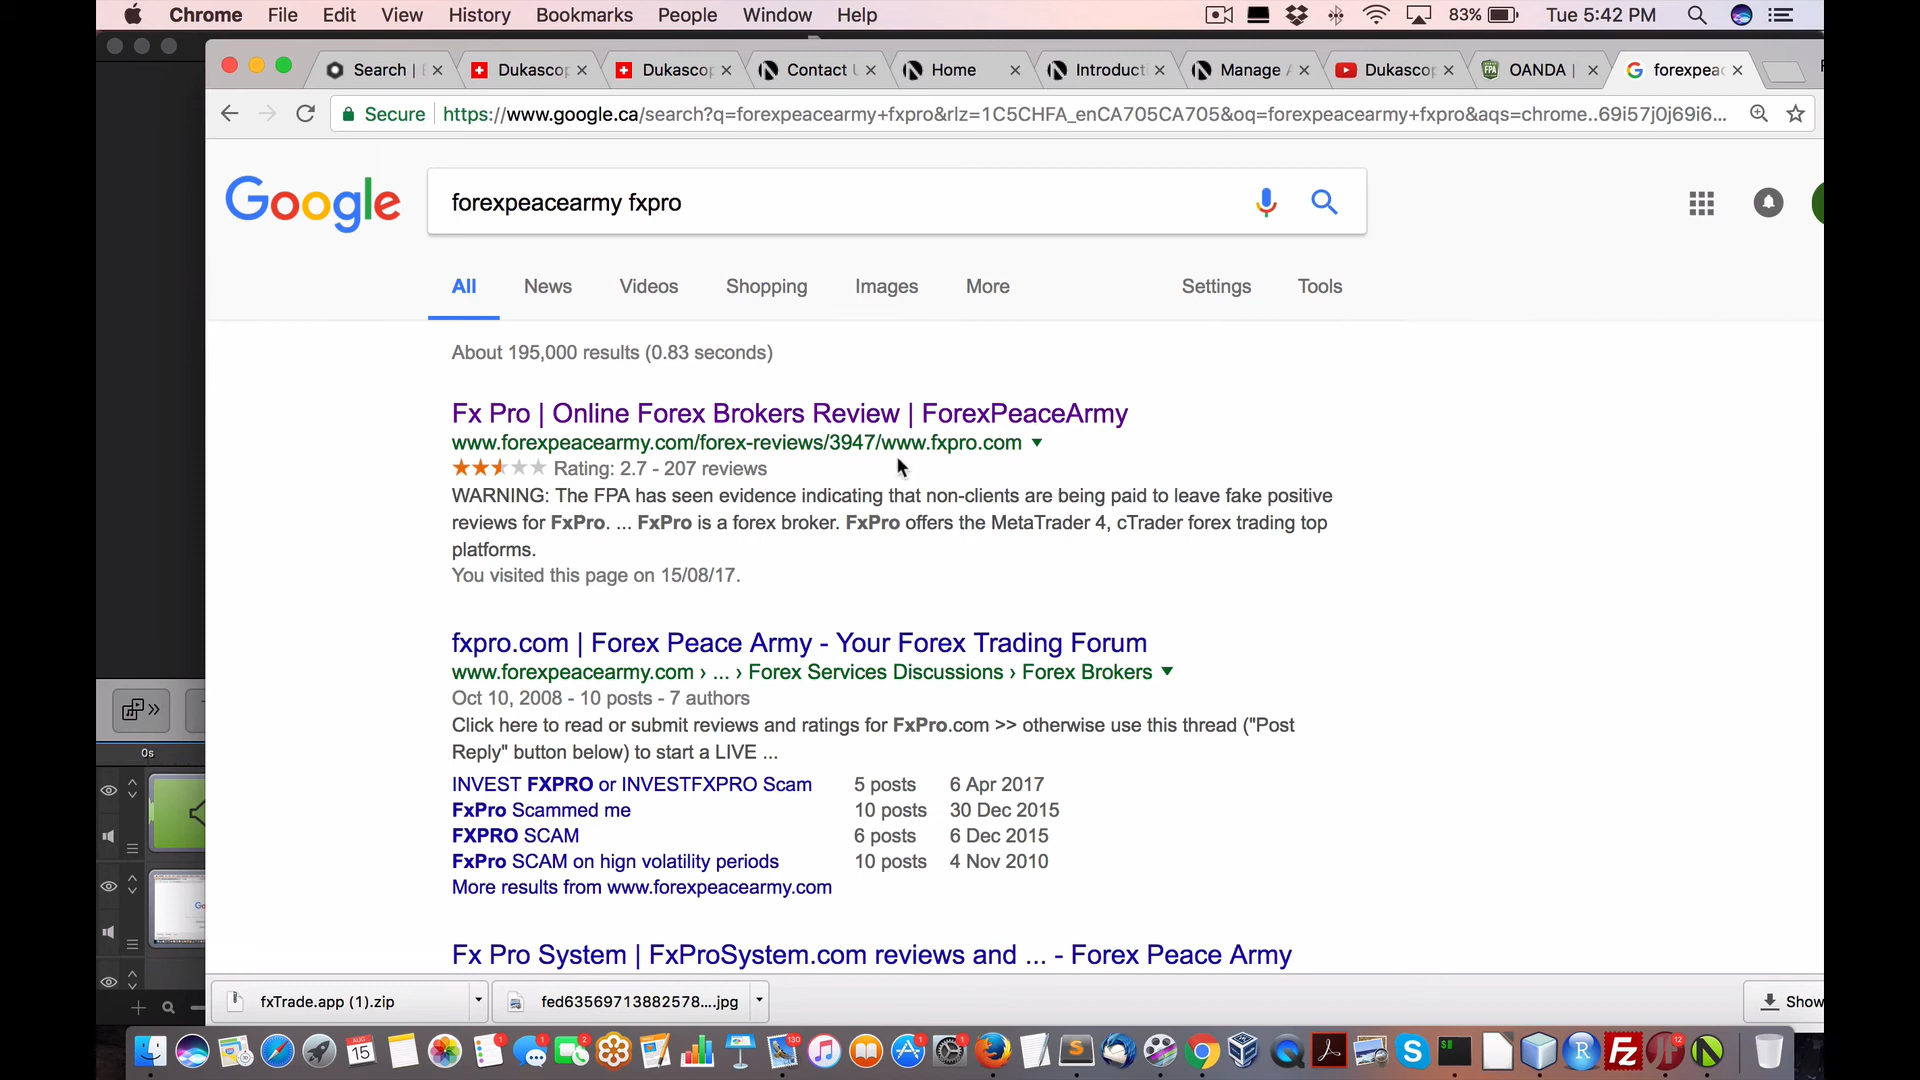 Chrome File Edit View History Bookmarks People Window Help 83% Tue 5:42 PM
Search | Dukascop Dukascop Contact U Home Introduct Manage A Dukascop OANDA | forexpeac
Secure https://www.google.ca/search?q=forexpeacearmy+fxpro&rlz=1C5CHFA_enCA705CA705&oq=forexpeacearmy+fxpro&aqs=chrome..69i57j0j69i6...
Google forexpeacearmy fxpro
All News Videos Shopping Images More Settings Tools
About 195,000 results (0.83 seconds)
Fx Pro | Online Forex Brokers Review | ForexPeaceArmy
www.forexpeacearmy.com/forex-reviews/3947/www.fxpro.com
Rating: 2.7 - 207 reviews
WARNING: The FPA has seen evidence indicating that non-clients are being paid to leave fake positive
reviews for FxPro. ... FxPro is a forex broker. FxPro offers the MetaTrader 4, cTrader forex trading top
platforms.
You visited this page on 15/08/17.
fxpro.com | Forex Peace Army - Your Forex Trading Forum
www.forexpeacearmy.com › ... › Forex Services Discussions › Forex Brokers
Oct 10, 2008 - 10 posts - 7 authors
Click here to read or submit reviews and ratings for FxPro.com >> otherwise use this thread ("Post
Reply" button below) to start a LIVE ...
INVEST FXPRO or INVESTFXPRO Scam 5 posts 6 Apr 2017
FxPro Scammed me 10 posts 30 Dec 2015
FXPRO SCAM 6 posts 6 Dec 2015
FxPro SCAM on hign volatility periods 10 posts 4 Nov 2010
More results from www.forexpeacearmy.com
Fx Pro System | FxProSystem.com reviews and ... - Forex Peace Army
0s
fxTrade.app (1).zip fed63569713882578....jpg Show
AUG
15